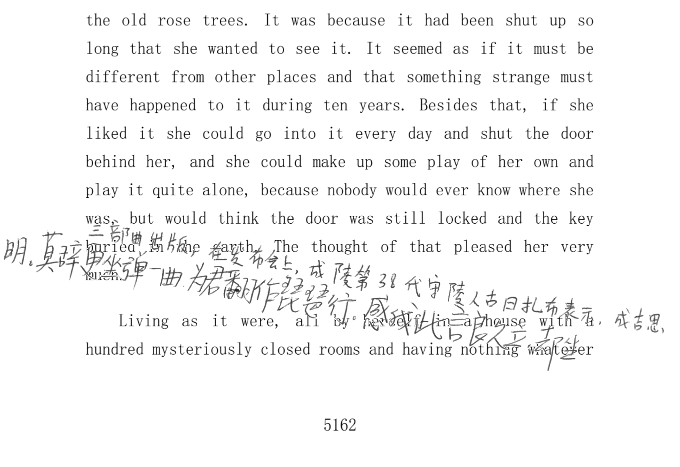 the old rose trees. It was because it had been shut up so
long that she wanted to see it. It seemed as if it must be
different from other places and that something strange must
have happened to it during ten years. Besides that, if she
liked it she could go into it every day and shut the door
behind her, and she could make up some play of her own and
play it quite alone, because nobody would ever know where she
was, but would think the door was still locked and the key
buried in the earth. The thought of that pleased her very
much.
三部曲出版，在发布会上，成陵第38代守陵人古日扎布表示，成吉思
明。莫辞更坐弹一曲 为君翻作琵琶行。感我此言良人立 部坐
Living as it were, all by herself in a house with a
hundred mysteriously closed rooms and having nothing whatever
5162